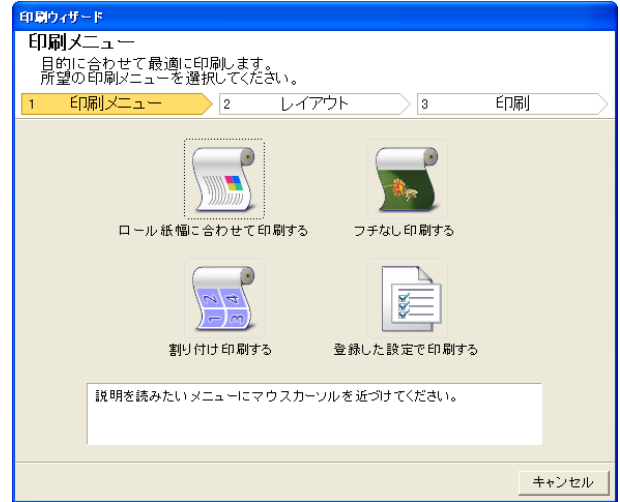 印刷ウィザード
印刷メニュー
目的に合わせて最適に印刷します。
所望の印刷メニューを選択してください。
1 印刷メニュー 2 レイアウト 3 印刷
ロール紙幅に合わせて印刷する フチなし印刷する
1 2 3 4
割り付け印刷する 登録した設定で印刷する
説明を読みたいメニューにマウスカーソルを近づけてください。
キャンセル